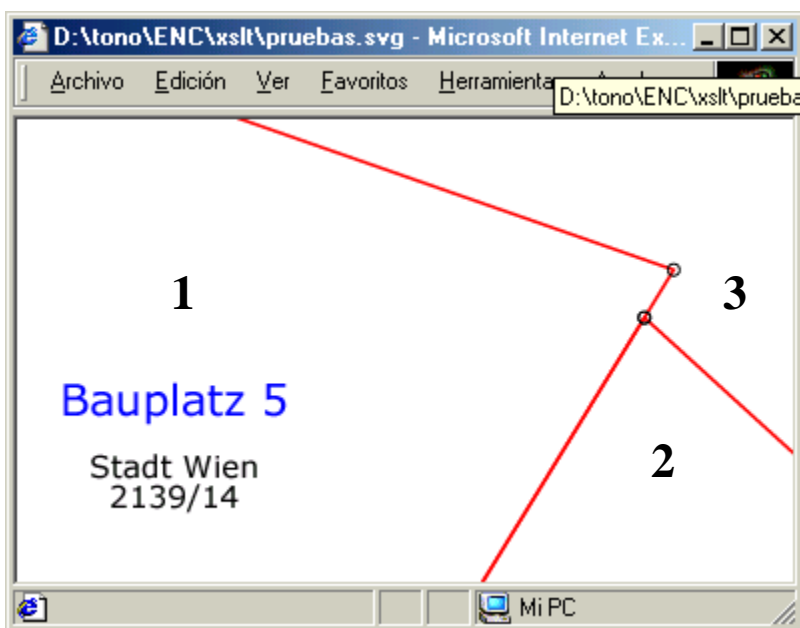 D:\tono\ENC\xslt\pruebas.svg - Microsoft Internet Ex...
Archivo Edición Ver Favoritos
D:\tono\ENC\xslt\prueba
1
3
Bauplatz 5
2
Stadt Wien
2139/14
Mi PC